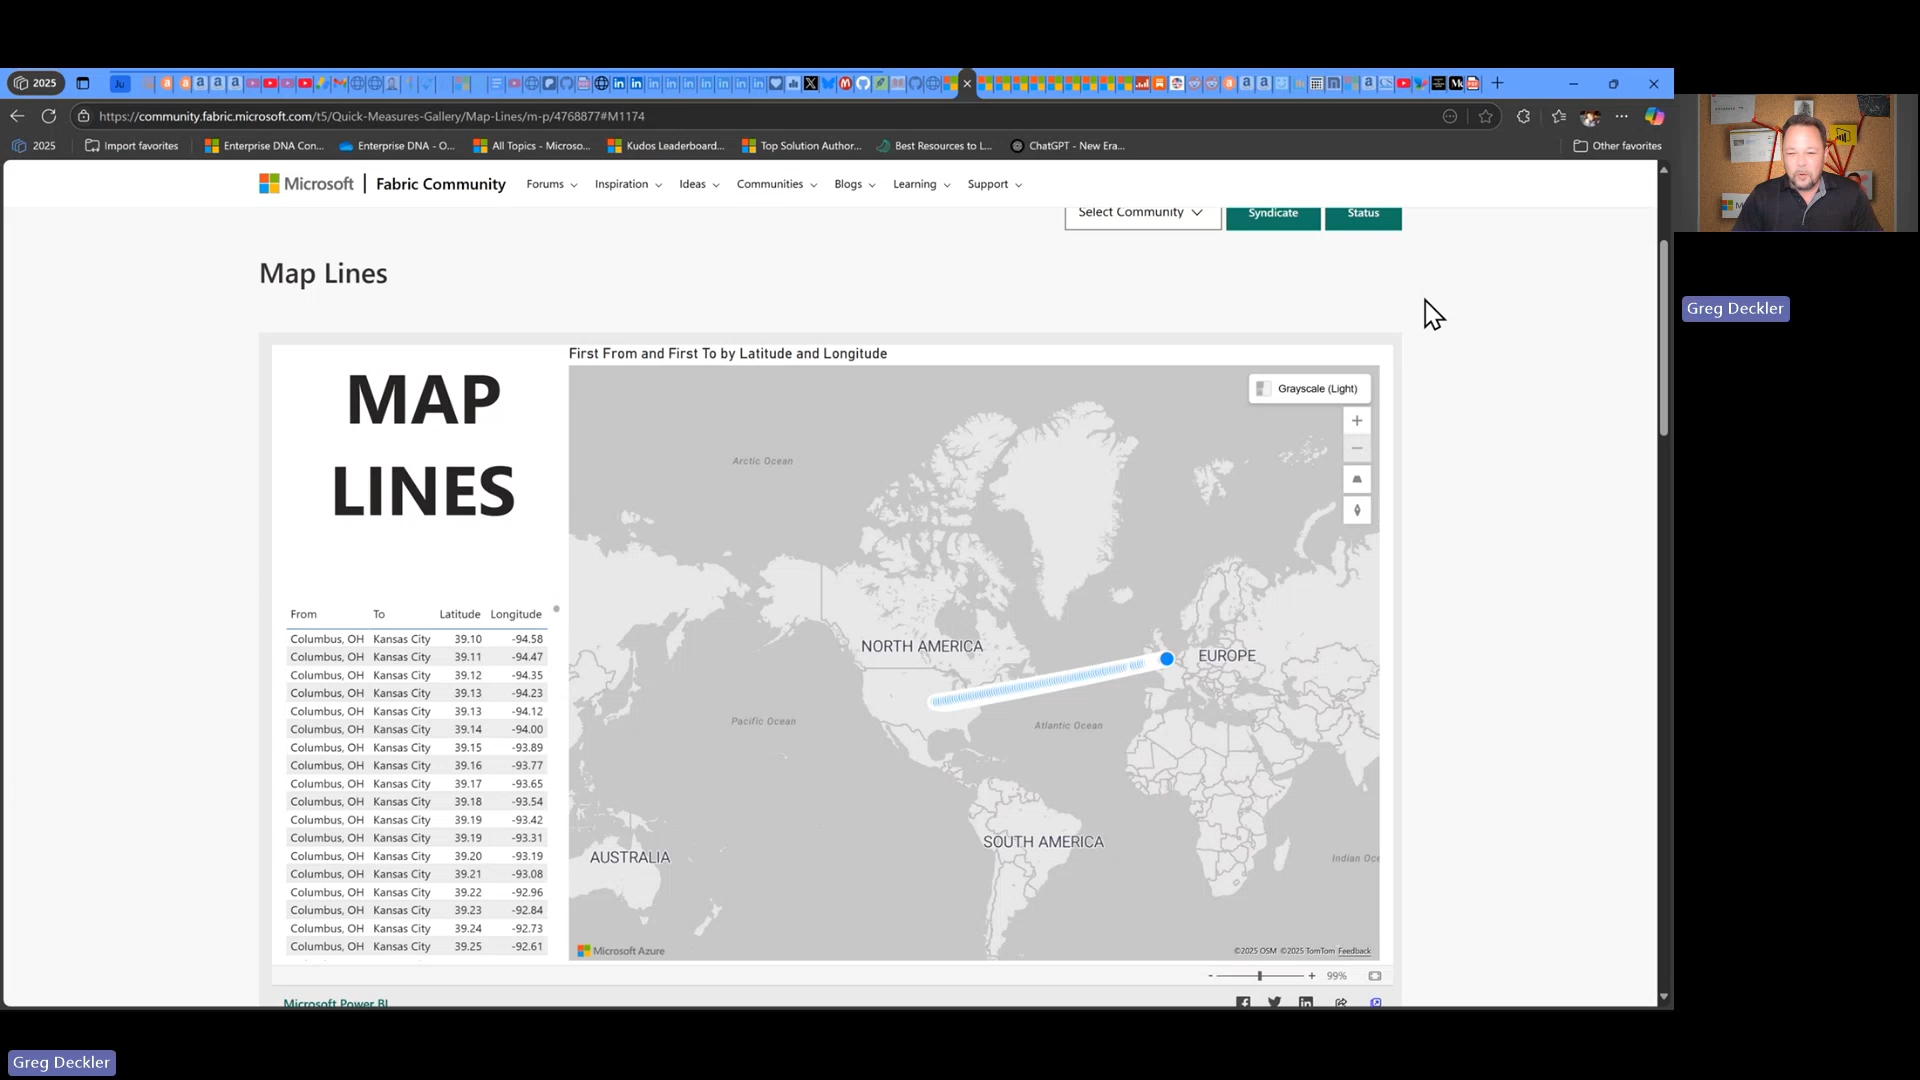 2025
https://community.fabric.microsoft.com/t5/Quick-Measures-Gallery/Map-Lines/m-p/4768877#M1174
2025
Import favorites
Enterprise DNA Con...
Enterprise DNA - O...
All Topics - Microso...
Kudos Leaderboard...
Top Solution Author...
Best Resources to L...
ChatGPT - New Era...
Other favorites
Microsoft | Fabric Community
Forums
Inspiration
Ideas
Communities
Blogs
Learning
Support
Select Community
Syndicate
Status
Map Lines
MAP
LINES
First From and First To by Latitude and Longitude
Grayscale (Light)
Arctic Ocean
NORTH AMERICA
EUROPE
Pacific Ocean
Atlantic Ocean
SOUTH AMERICA
AUSTRALIA
Indian Oce
Microsoft Azure
©2025 OSM ©2025 TomTom Feedback
From To Latitude Longitude
Columbus, OH Kansas City 39.10 -94.58
Columbus, OH Kansas City 39.11 -94.47
Columbus, OH Kansas City 39.12 -94.35
Columbus, OH Kansas City 39.13 -94.23
Columbus, OH Kansas City 39.13 -94.12
Columbus, OH Kansas City 39.14 -94.00
Columbus, OH Kansas City 39.15 -93.89
Columbus, OH Kansas City 39.16 -93.77
Columbus, OH Kansas City 39.17 -93.65
Columbus, OH Kansas City 39.18 -93.54
Columbus, OH Kansas City 39.19 -93.42
Columbus, OH Kansas City 39.19 -93.31
Columbus, OH Kansas City 39.20 -93.19
Columbus, OH Kansas City 39.21 -93.08
Columbus, OH Kansas City 39.22 -92.96
Columbus, OH Kansas City 39.23 -92.84
Columbus, OH Kansas City 39.24 -92.73
Columbus, OH Kansas City 39.25 -92.61
- + 99%
Microsoft Power BI
Greg Deckler
Greg Deckler